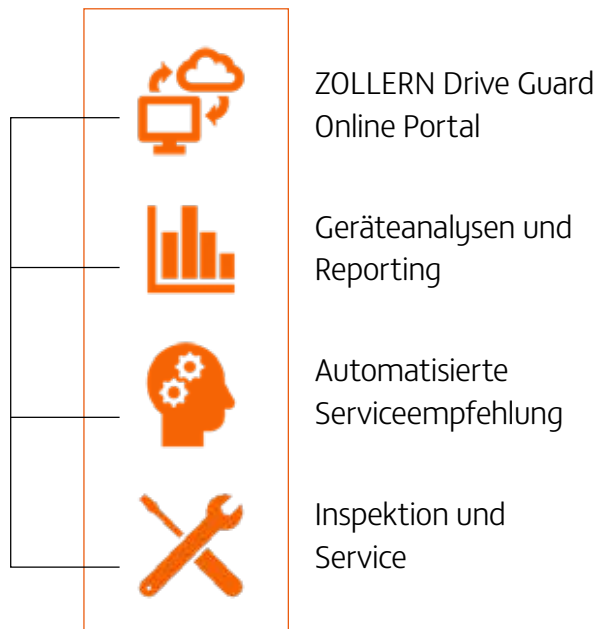 ZOLLERN Drive Guard
Online Portal
Geräteanalysen und
Reporting
Automatisierte
Serviceempfehlung
Inspektion und
Service